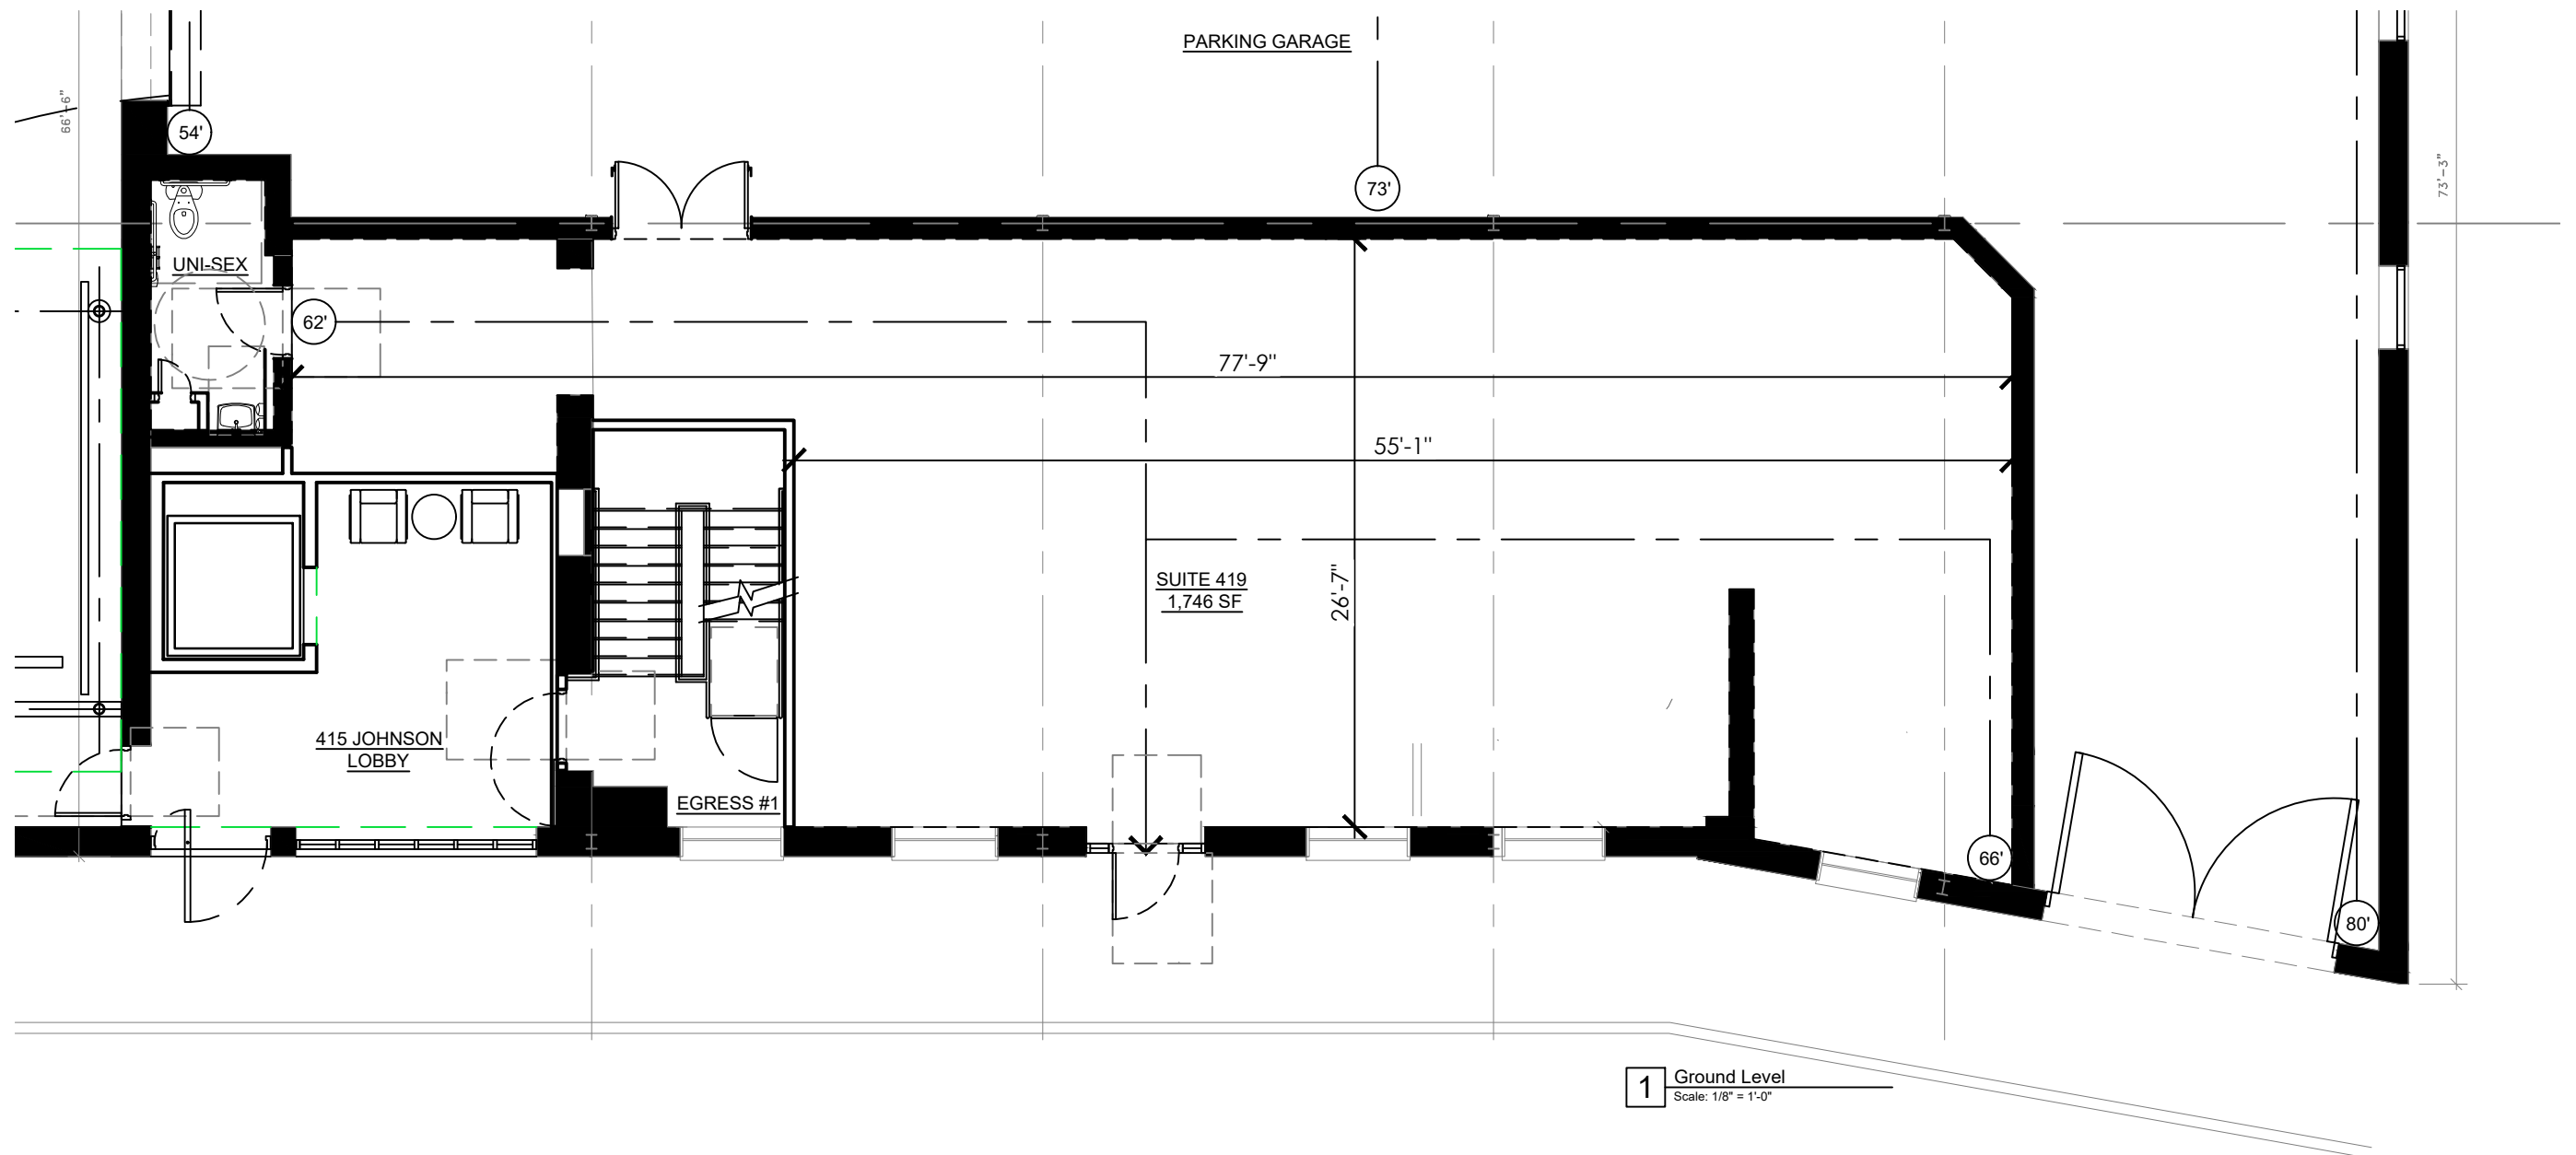 PARKING GARAGE
66'-6"
54'
73'
73'-3"
UNI-SEX
62'
77'-9"
55'-1"
SUITE 419
1,746 SF
26'-7"
415 JOHNSON
LOBBY
EGRESS #1
66'
80'
1
Ground Level
Scale: 1/8" = 1'-0"